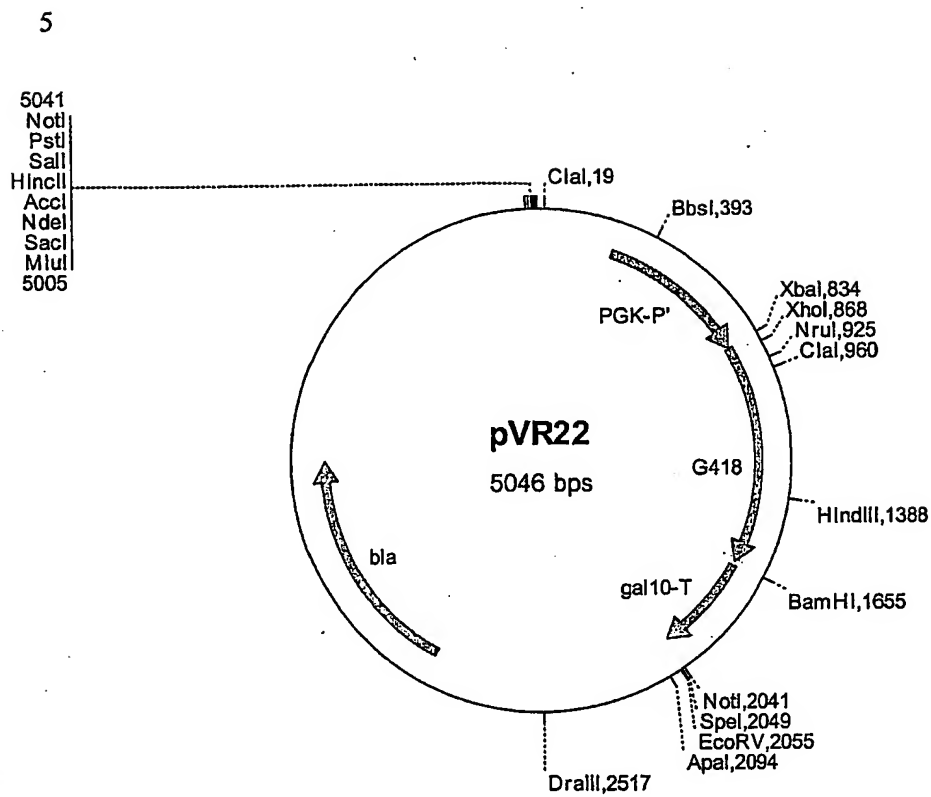 5
5041
NotI
PstI
SalI
HincII
AccI
NdeI
SacI
MluI
5005
ClaI,19
BbsI,393
XbaI,834
XhoI,868
NruI,925
ClaI,960
PGK-P'
pVR22
5046 bps
G418
HindIII,1388
bla
gal10-T
BamHI,1655
NotI,2041
SpeI,2049
EcoRV,2055
ApaI,2094
DraIII,2517